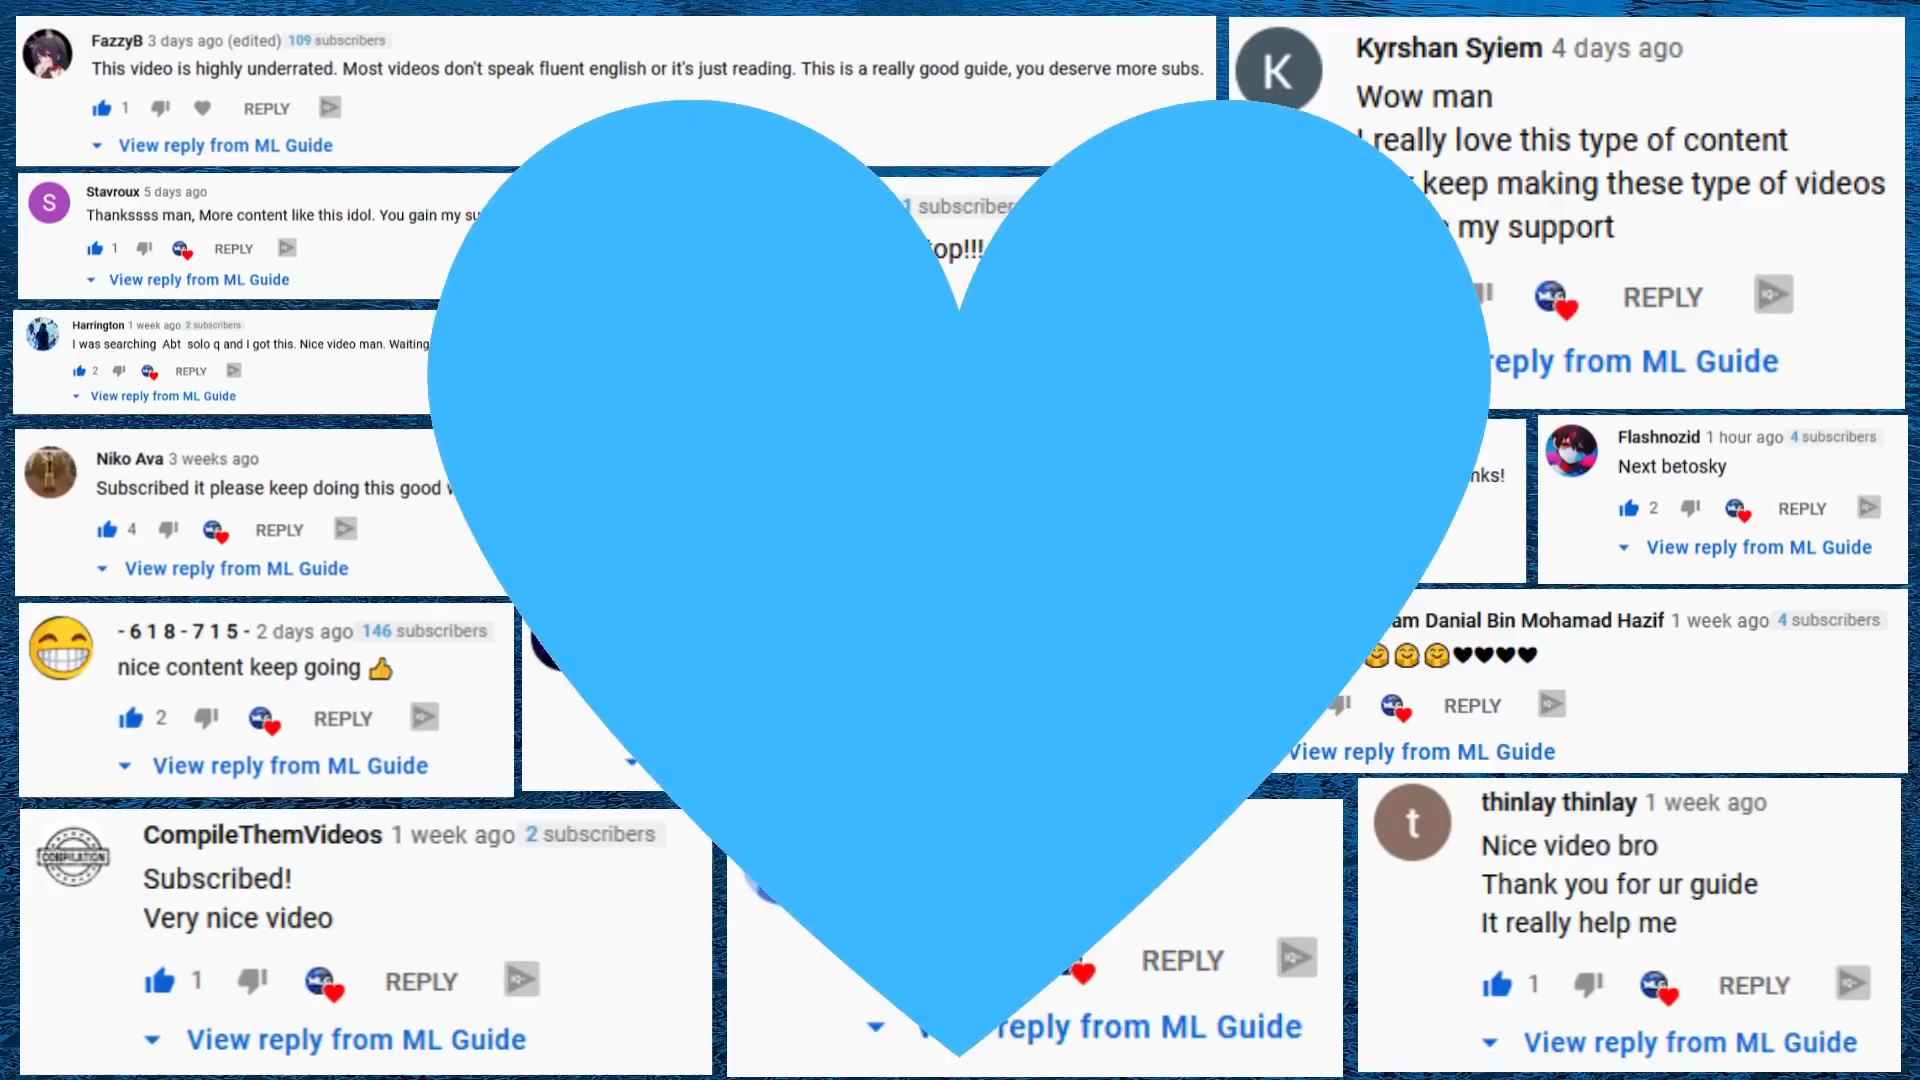 FazzyB 3 days ago (edited) 109 subscribers
This video is highly underrated. Most videos don't speak fluent english or it's just reading. This is a really good guide, you deserve more subs.
1 REPLY
View reply from ML Guide
Kyrshan Syiem 4 days ago
Wow man
I really love this type of content
keep making these type of videos
my support
REPLY
reply from ML Guide
Stavroux 5 days ago
Thankssss man, More content like this idol. You gain my
1 REPLY
View reply from ML Guide
1 subscriber
op!!!
Harrington 1 week ago 2 subscribers
I was searching Abt solo q and I got this. Nice video man. Waiting
2 REPLY
View reply from ML Guide
Niko Ava 3 weeks ago
Subscribed it please keep doing this good
4 REPLY
View reply from ML Guide
nks!
Flashnozid 1 hour ago 4 subscribers
Next betosky
2 REPLY
View reply from ML Guide
- 6 1 8 - 7 1 5 - 2 days ago 146 subscribers
nice content keep going 👍
2 REPLY
View reply from ML Guide
am Danial Bin Mohamad Hazif 1 week ago 4 subscribers
🤗🤗🤗🖤🖤🖤🖤
REPLY
View reply from ML Guide
COMPILATION
CompileThemVideos 1 week ago 2 subscribers
Subscribed!
Very nice video
1 REPLY
View reply from ML Guide
REPLY
reply from ML Guide
thinlay thinlay 1 week ago
Nice video bro
Thank you for ur guide
It really help me
1 REPLY
View reply from ML Guide